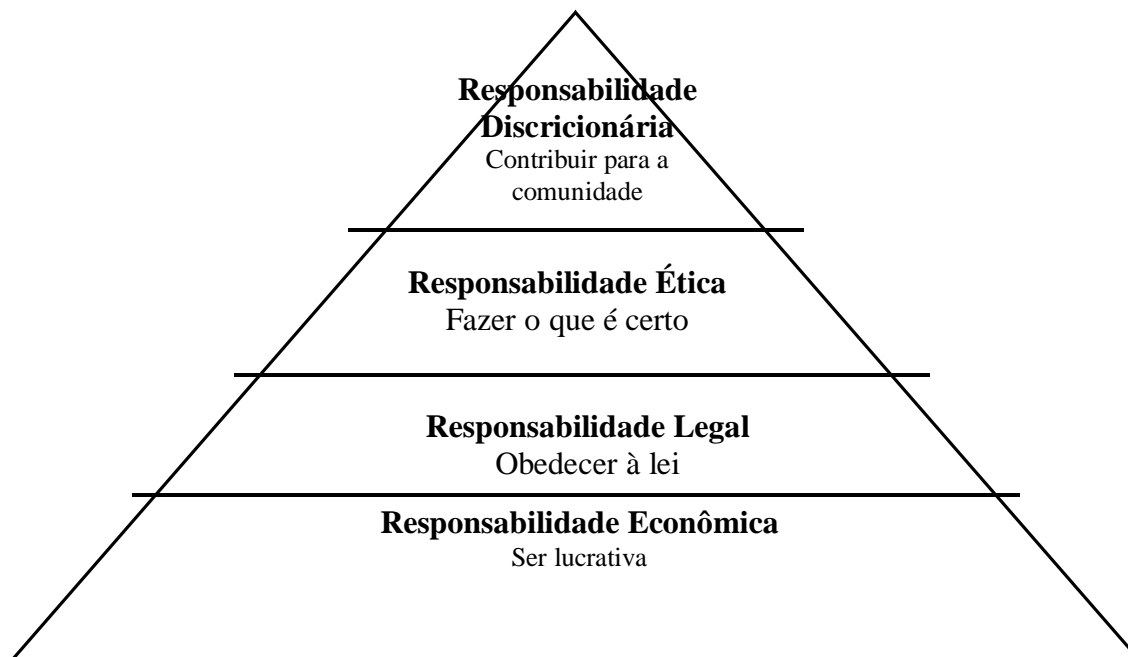 Responsabilidade
Discricionária
Contribuir para a
comunidade
Responsabilidade Ética
Fazer o que é certo
Responsabilidade Legal
Obedecer à lei
Responsabilidade Econômica
Ser lucrativa